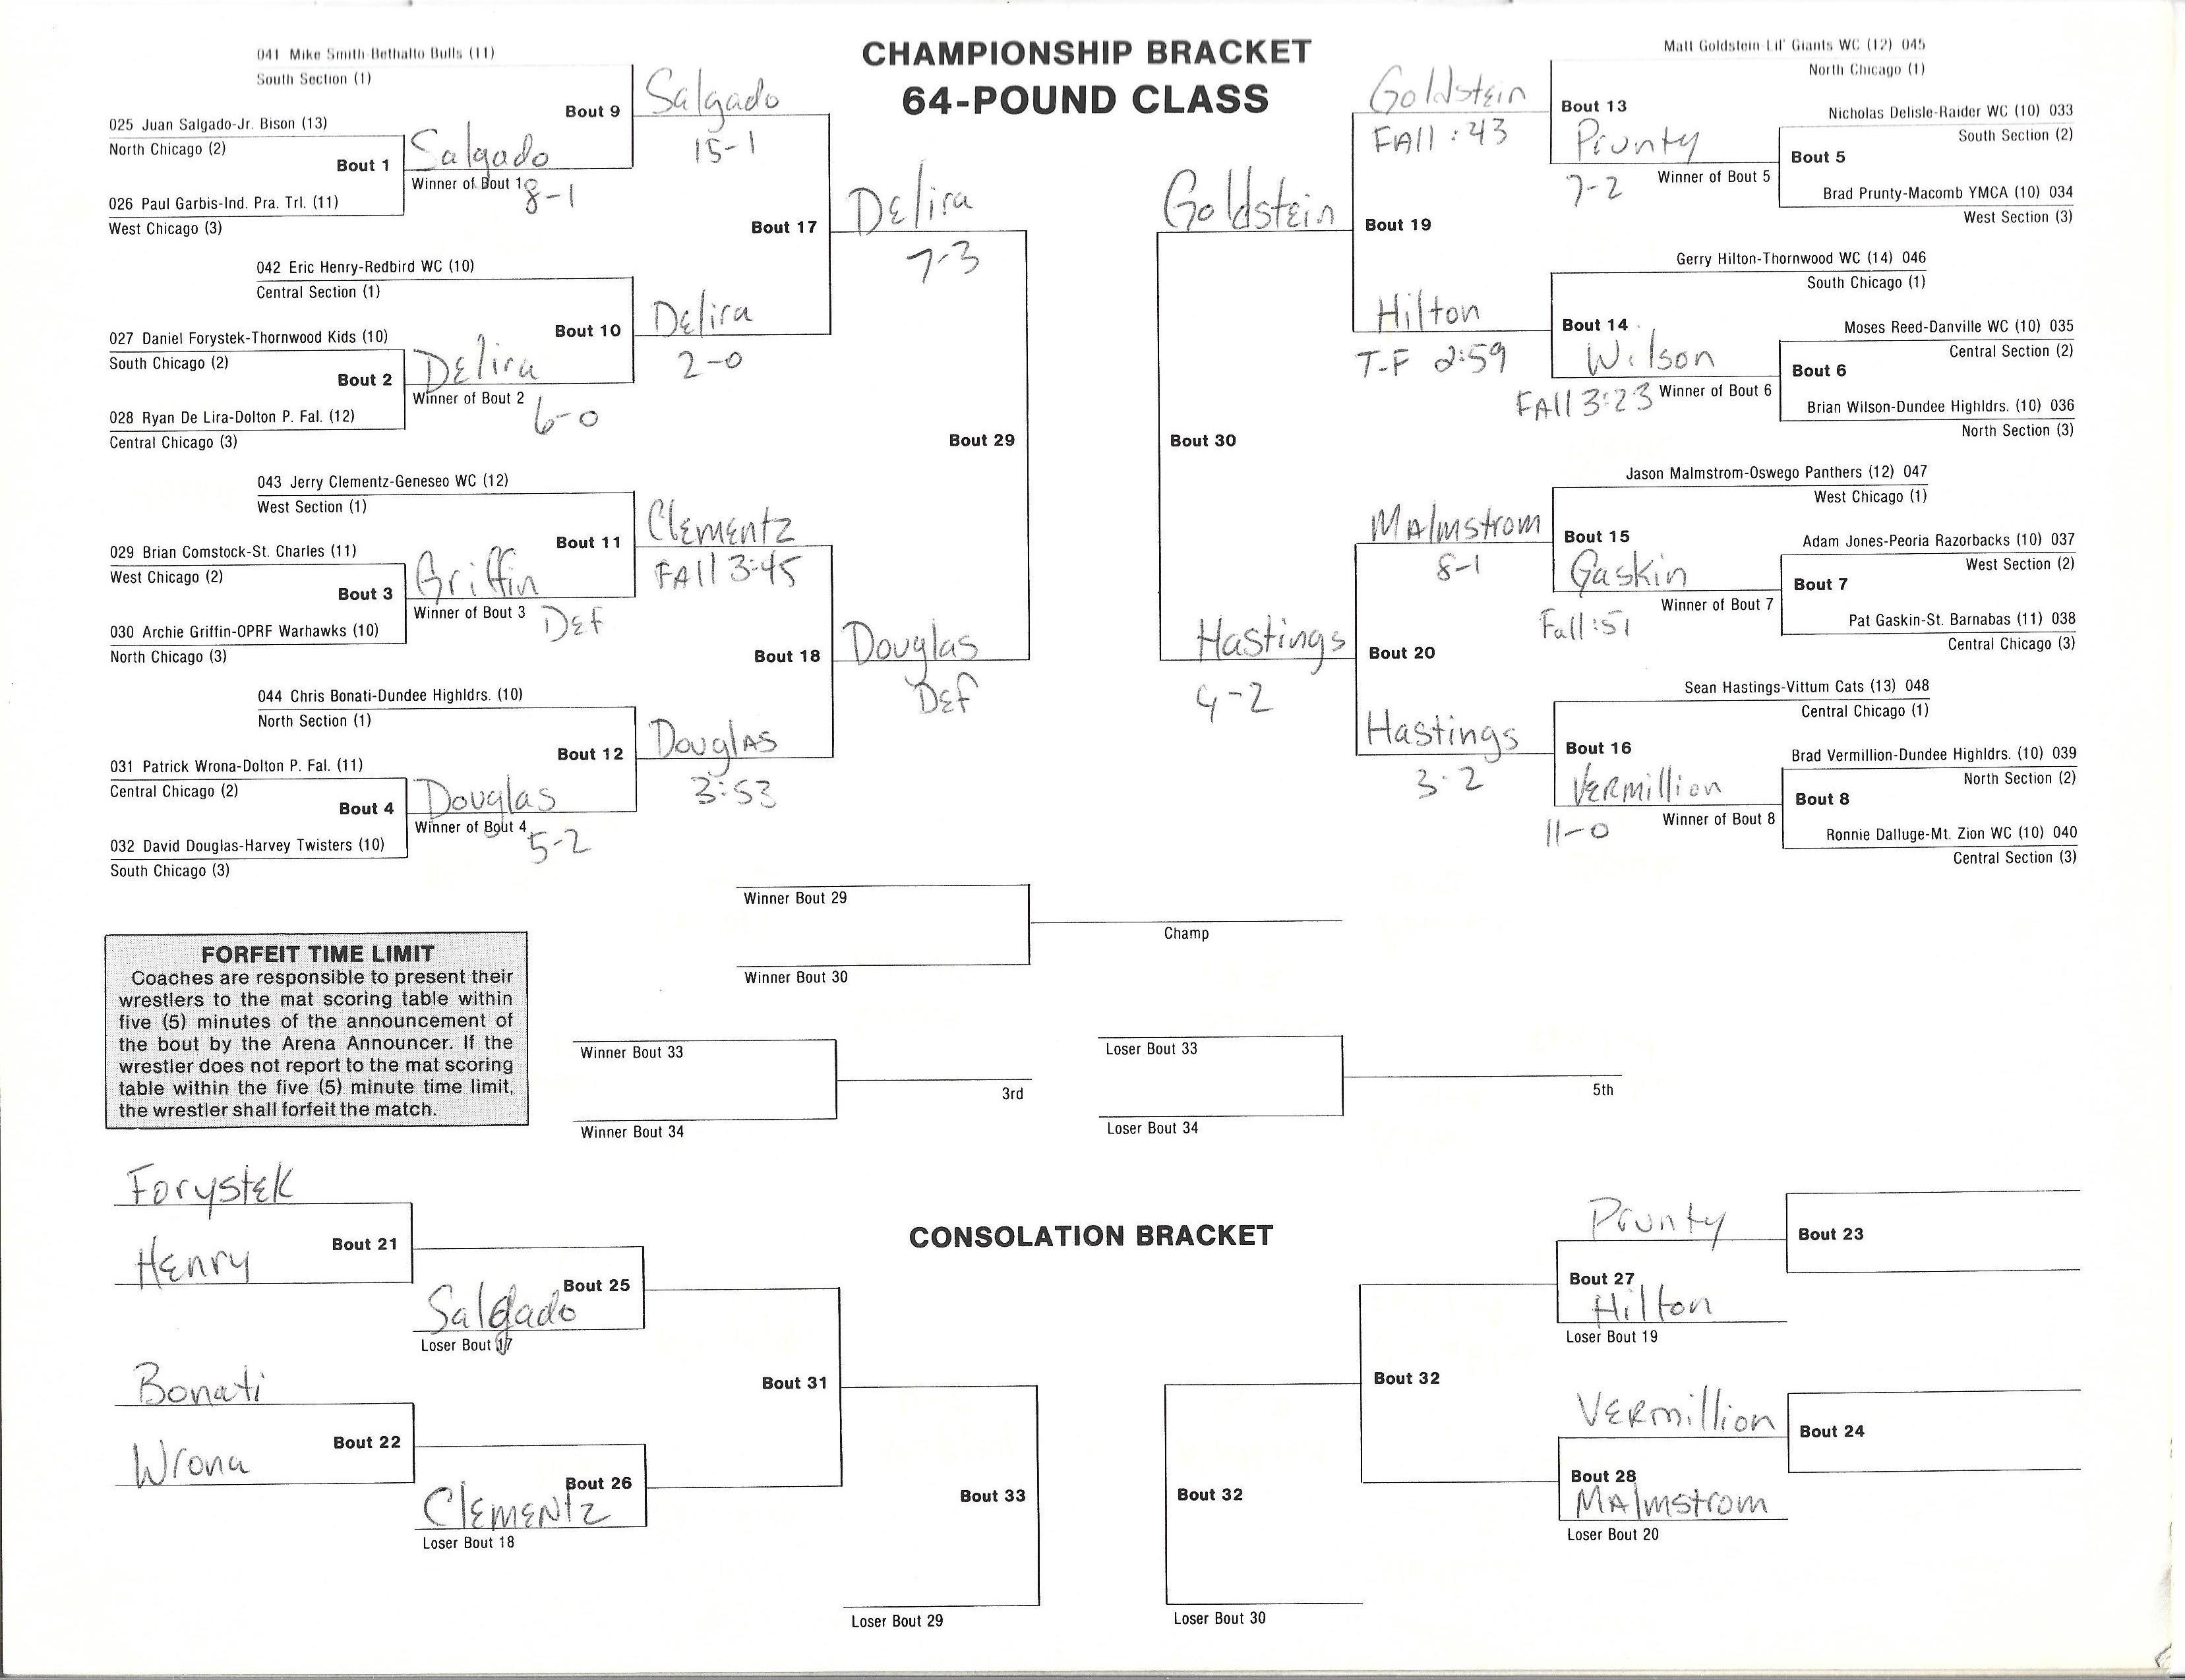 CHAMPIONSHIP BRACKET
64-POUND CLASS
041 Mike Smith-Bethalto Bulls (11)
South Section (1)
Bout 9
Salgado
15-1
025 Juan Salgado-Jr. Bison (13)
North Chicago (2)
Bout 1
Salgado
Winner of Bout 1
8-1
026 Paul Garbis-Ind. Pra. Trl. (11)
West Chicago (3)
Bout 17
Delira
7-3
042 Eric Henry-Redbird WC (10)
Central Section (1)
Bout 10
Delira
2-0
027 Daniel Forystek-Thornwood Kids (10)
South Chicago (2)
Bout 2
Delira
Winner of Bout 2
6-0
028 Ryan De Lira-Dolton P. Fal. (12)
Central Chicago (3)
Bout 29
043 Jerry Clementz-Geneseo WC (12)
West Section (1)
Bout 11
Clementz
FAll 3:45
029 Brian Comstock-St. Charles (11)
West Chicago (2)
Bout 3
Griffin
Winner of Bout 3
Def
030 Archie Griffin-OPRF Warhawks (10)
North Chicago (3)
Bout 18
Douglas
Def
044 Chris Bonati-Dundee Highldrs. (10)
North Section (1)
Bout 12
Douglas
3:53
031 Patrick Wrona-Dolton P. Fal. (11)
Central Chicago (2)
Bout 4
Douglas
Winner of Bout 4
5-2
032 David Douglas-Harvey Twisters (10)
South Chicago (3)
Matt Goldstein Lil' Giants WC (12) 045
North Chicago (1)
Goldstein
FAll :43
Bout 13
Prunty
7-2
Winner of Bout 5
Nicholas Delisle-Raider WC (10) 033
South Section (2)
Bout 5
Brad Prunty-Macomb YMCA (10) 034
West Section (3)
Goldstein
Bout 19
Gerry Hilton-Thornwood WC (14) 046
South Chicago (1)
Hilton
T-F 2:59
Bout 14
Wilson
FAll 3:23
Winner of Bout 6
Moses Reed-Danville WC (10) 035
Central Section (2)
Bout 6
Brian Wilson-Dundee Highldrs. (10) 036
North Section (3)
Bout 30
Jason Malmstrom-Oswego Panthers (12) 047
West Chicago (1)
MAlmstrom
8-1
Bout 15
Gaskin
Fall :51
Winner of Bout 7
Adam Jones-Peoria Razorbacks (10) 037
West Section (2)
Bout 7
Pat Gaskin-St. Barnabas (11) 038
Central Chicago (3)
Hastings
4-2
Bout 20
Sean Hastings-Vittum Cats (13) 048
Central Chicago (1)
Hastings
3-2
Bout 16
Vermillion
11-0
Winner of Bout 8
Brad Vermillion-Dundee Highldrs. (10) 039
North Section (2)
Bout 8
Ronnie Dalluge-Mt. Zion WC (10) 040
Central Section (3)
Winner Bout 29
Champ
Winner Bout 30
FORFEIT TIME LIMIT
Coaches are responsible to present their
wrestlers to the mat scoring table within
five (5) minutes of the announcement of
the bout by the Arena Announcer. If the
wrestler does not report to the mat scoring
table within the five (5) minute time limit,
the wrestler shall forfeit the match.
Winner Bout 33
3rd
Winner Bout 34
Loser Bout 33
5th
Loser Bout 34
CONSOLATION BRACKET
Forystek
Bout 21
Henry
Bout 25
Salgado
Loser Bout 17
Bonati
Bout 22
Wrona
Bout 26
Clementz
Loser Bout 18
Bout 31
Bout 33
Loser Bout 29
Prunty
Bout 23
Bout 27
Hilton
Loser Bout 19
Bout 32
Vermillion
Bout 24
Bout 28
MAlmstrom
Loser Bout 20
Bout 32
Loser Bout 30